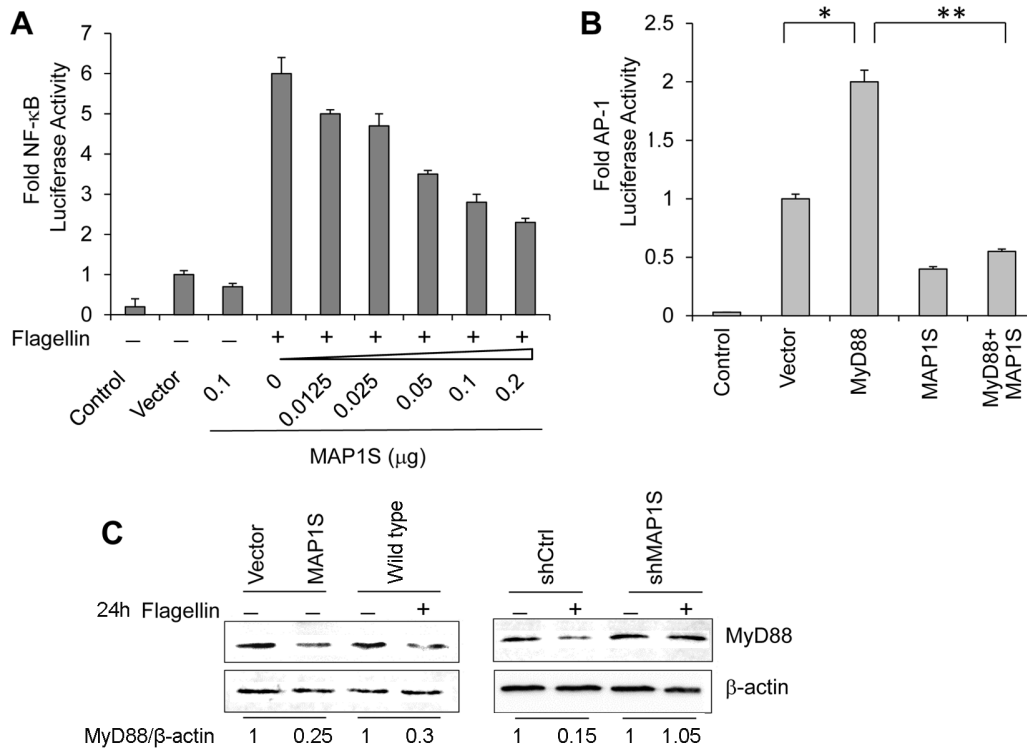 A
Fold NF-κB
Luciferase Activity
7
6
5
4
3
2
1
0
Flagellin – – – + + + + + +
Control Vector 0.1 0 0.0125 0.025 0.05 0.1 0.2
MAP1S (μg)
B
Fold AP-1
Luciferase Activity
2.5
2
1.5
1
0.5
0
* **
Control Vector MyD88 MAP1S MyD88+
MAP1S
C
Vector MAP1S Wild type shCtrl shMAP1S
24h Flagellin – – – + – + – +
MyD88
β-actin
MyD88/β-actin 1 0.25 1 0.3 1 0.15 1 1.05